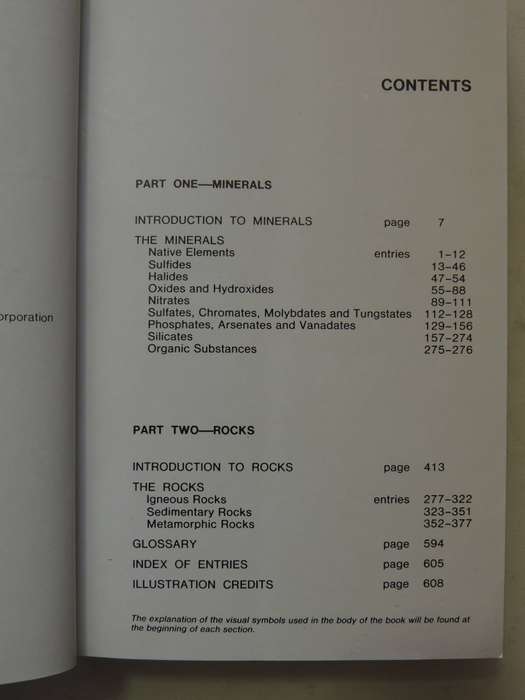 CONTENTS
PART ONE—MINERALS
INTRODUCTION TO MINERALS page 7
THE MINERALS
Native Elements entries 1–12
Sulfides 13–46
Halides 47–54
Oxides and Hydroxides 55–88
Nitrates 89–111
orporation
Sulfates, Chromates, Molybdates and Tungstates 112–128
Phosphates, Arsenates and Vanadates 129–156
Silicates 157–274
Organic Substances 275–276
PART TWO—ROCKS
INTRODUCTION TO ROCKS page 413
THE ROCKS
Igneous Rocks entries 277–322
Sedimentary Rocks 323–351
Metamorphic Rocks 352–377
GLOSSARY page 594
INDEX OF ENTRIES page 605
ILLUSTRATION CREDITS page 608
The explanation of the visual symbols used in the body of the book will be found at
the beginning of each section.